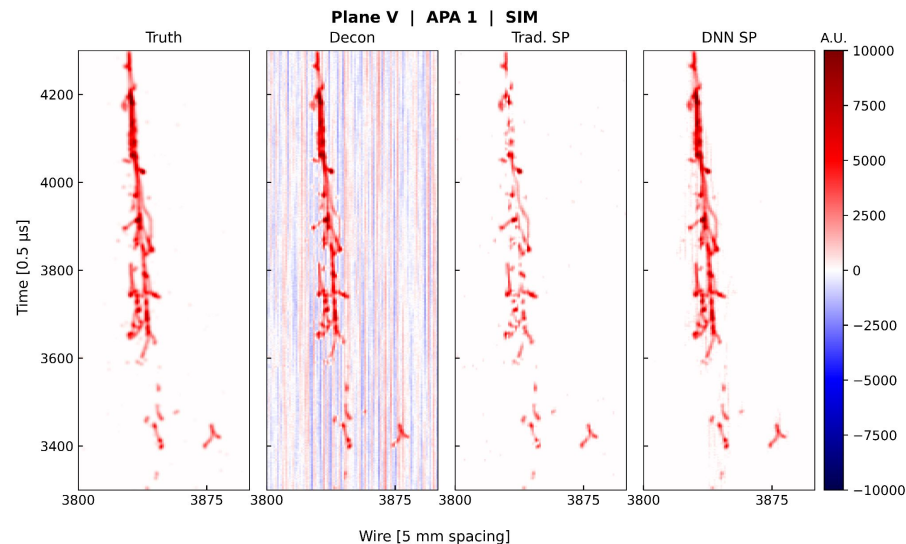 Plane V | APA 1 | SIM
Truth
Decon
Trad. SP
DNN SP
A.U.
Time [0.5 µs]
4200
4000
3800
3600
3400
3800
3875
3800
3875
3800
3875
3800
3875
Wire [5 mm spacing]
10000
7500
5000
2500
0
−2500
−5000
−7500
−10000